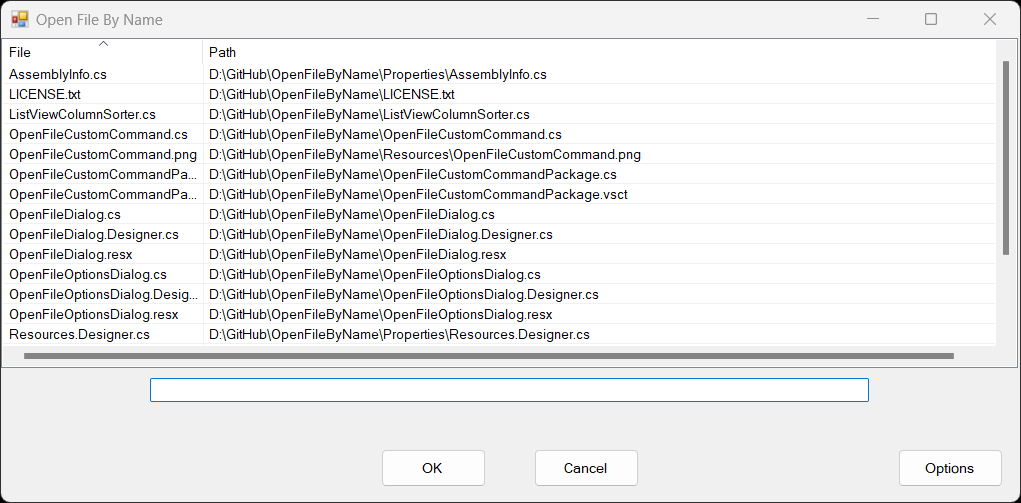 Open File By Name
File Path
AssemblyInfo.cs D:\GitHub\OpenFileByName\Properties\AssemblyInfo.cs
LICENSE.txt D:\GitHub\OpenFileByName\LICENSE.txt
ListViewColumnSorter.cs D:\GitHub\OpenFileByName\ListViewColumnSorter.cs
OpenFileCustomCommand.cs D:\GitHub\OpenFileByName\OpenFileCustomCommand.cs
OpenFileCustomCommand.png D:\GitHub\OpenFileByName\Resources\OpenFileCustomCommand.png
OpenFileCustomCommandPa... D:\GitHub\OpenFileByName\OpenFileCustomCommandPackage.cs
OpenFileCustomCommandPa... D:\GitHub\OpenFileByName\OpenFileCustomCommandPackage.vsct
OpenFileDialog.cs D:\GitHub\OpenFileByName\OpenFileDialog.cs
OpenFileDialog.Designer.cs D:\GitHub\OpenFileByName\OpenFileDialog.Designer.cs
OpenFileDialog.resx D:\GitHub\OpenFileByName\OpenFileDialog.resx
OpenFileOptionsDialog.cs D:\GitHub\OpenFileByName\OpenFileOptionsDialog.cs
OpenFileOptionsDialog.Desig... D:\GitHub\OpenFileByName\OpenFileOptionsDialog.Designer.cs
OpenFileOptionsDialog.resx D:\GitHub\OpenFileByName\OpenFileOptionsDialog.resx
Resources.Designer.cs D:\GitHub\OpenFileByName\Properties\Resources.Designer.cs
OK Cancel Options